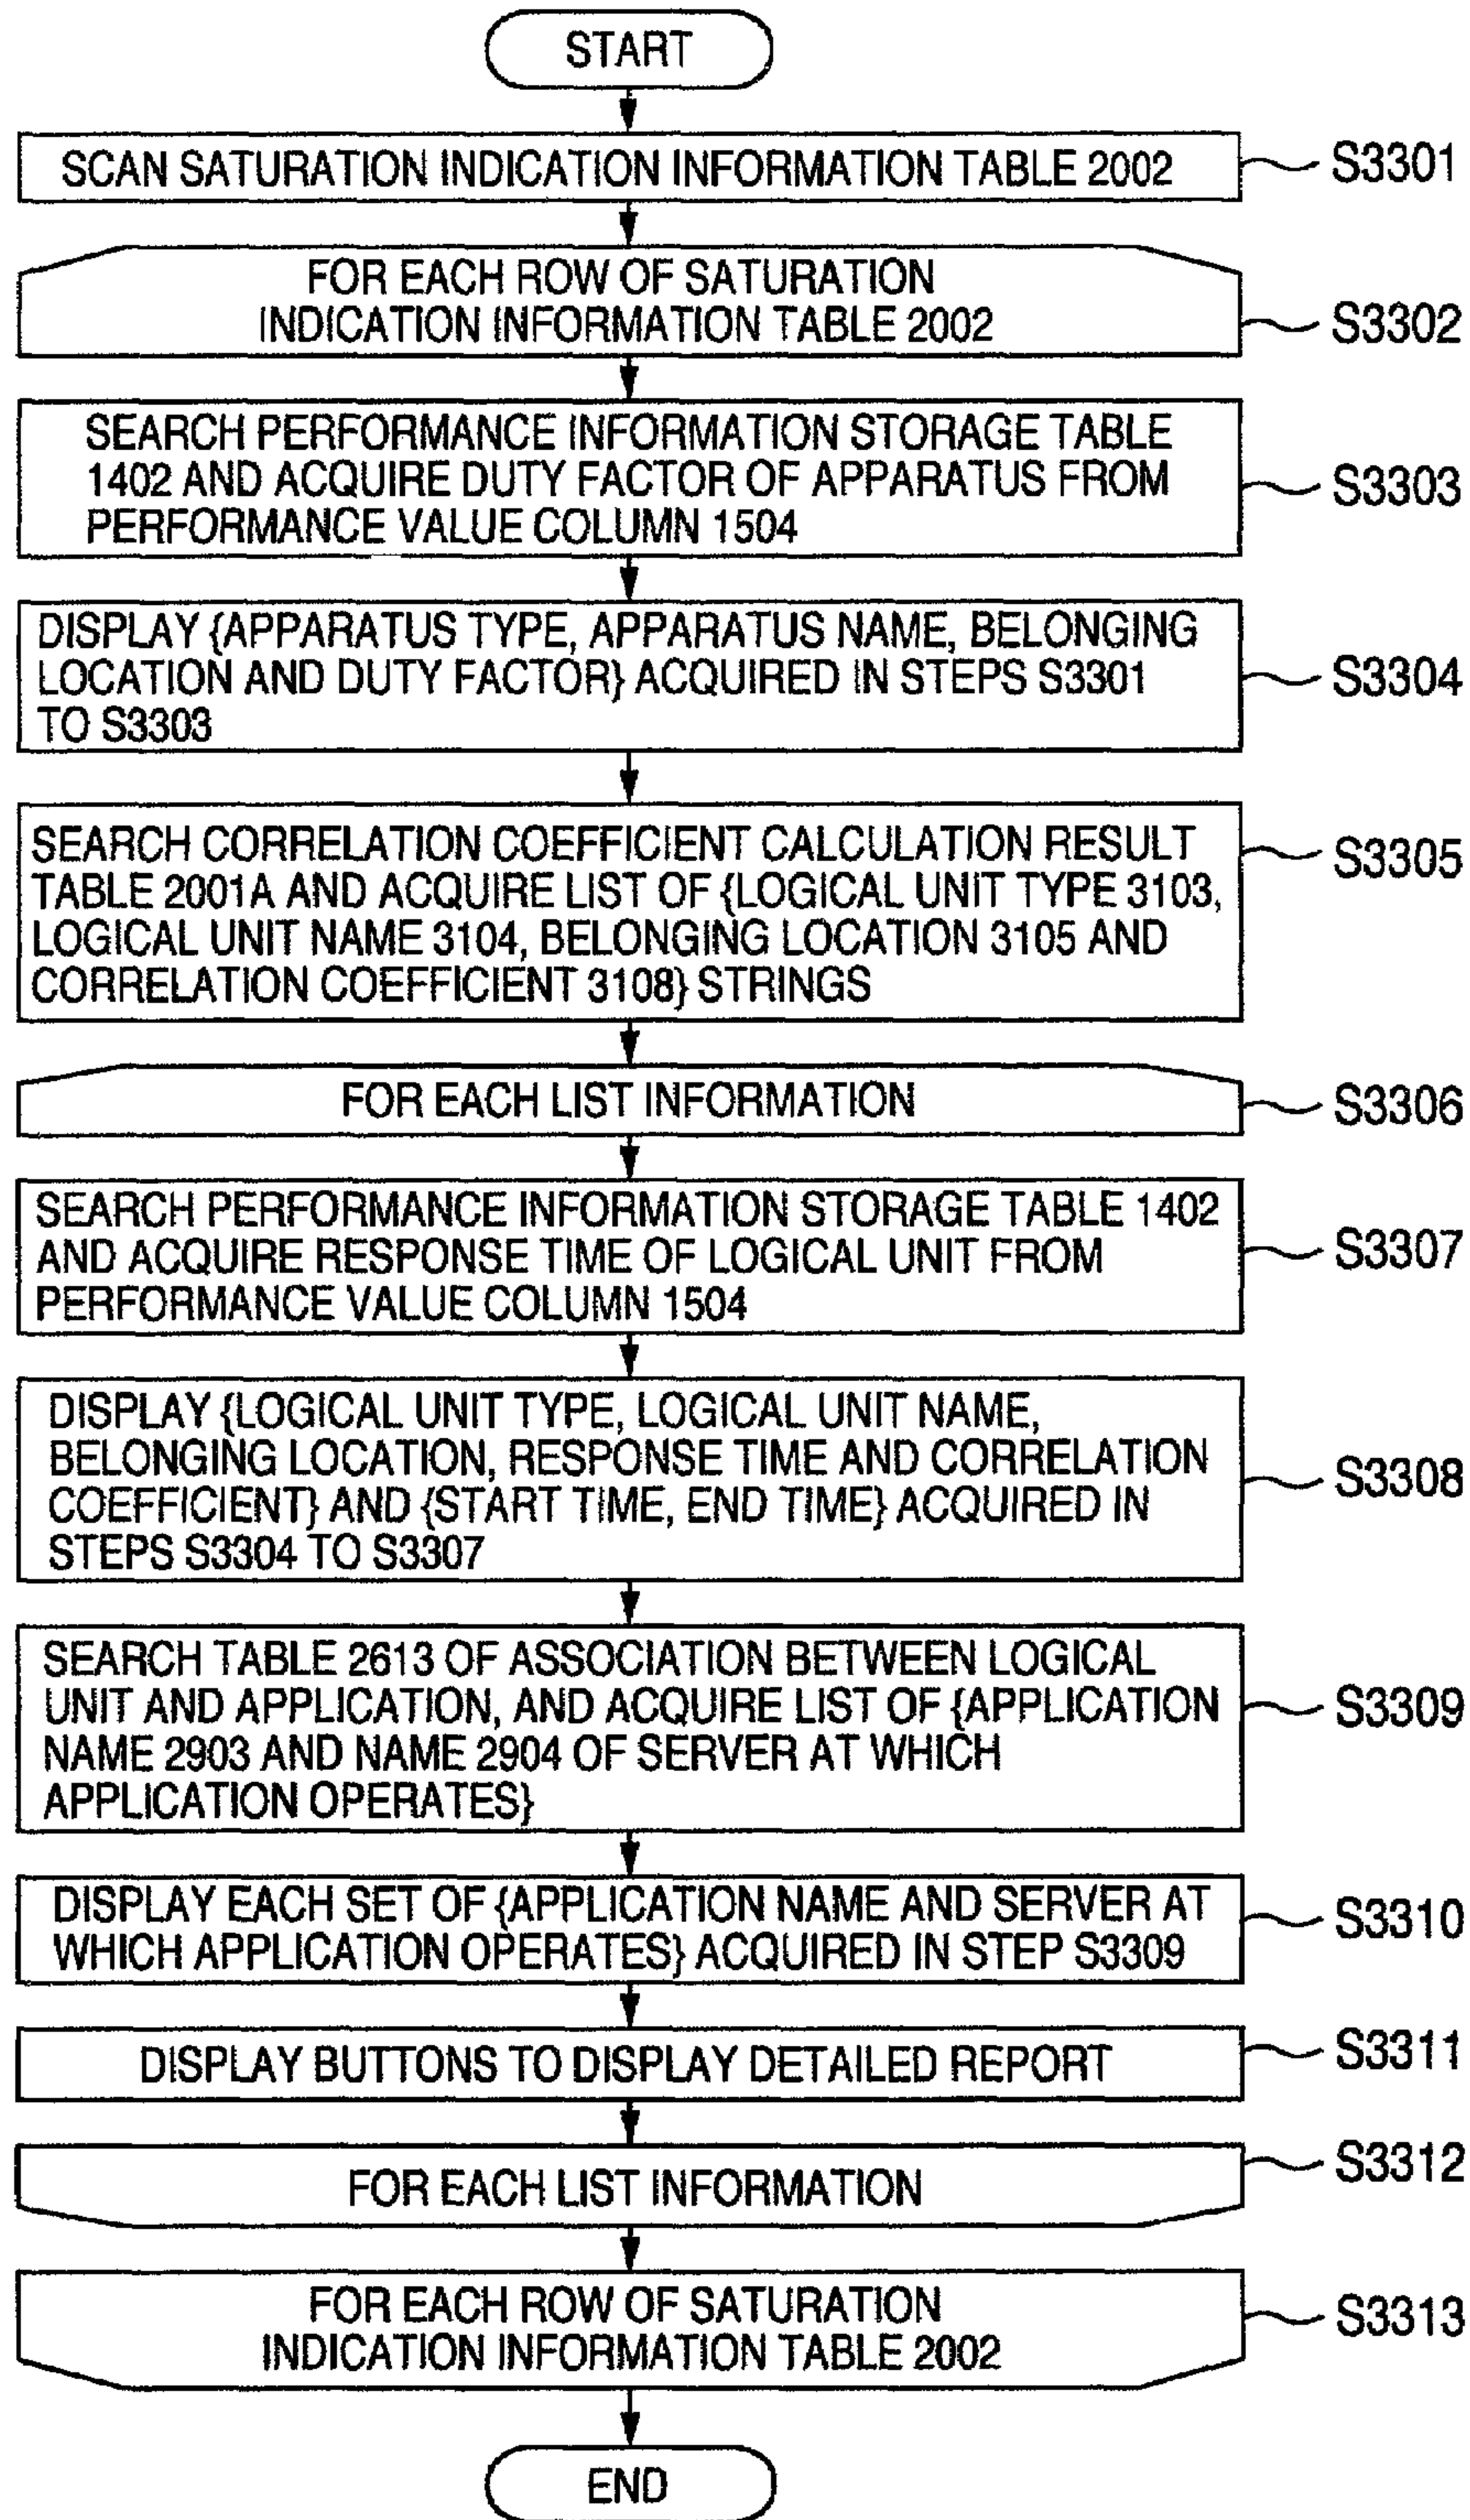 START
SCAN SATURATION INDICATION INFORMATION TABLE 2002
S3301
FOR EACH ROW OF SATURATION
INDICATION INFORMATION TABLE 2002
S3302
SEARCH PERFORMANCE INFORMATION STORAGE TABLE
1402 AND ACQUIRE DUTY FACTOR OF APPARATUS FROM
PERFORMANCE VALUE COLUMN 1504
S3303
DISPLAY {APPARATUS TYPE, APPARATUS NAME, BELONGING
LOCATION AND DUTY FACTOR} ACQUIRED IN STEPS S3301
TO S3303
S3304
SEARCH CORRELATION COEFFICIENT CALCULATION RESULT
TABLE 2001A AND ACQUIRE LIST OF {LOGICAL UNIT TYPE 3103,
LOGICAL UNIT NAME 3104, BELONGING LOCATION 3105 AND
CORRELATION COEFFICIENT 3108} STRINGS
S3305
FOR EACH LIST INFORMATION
S3306
SEARCH PERFORMANCE INFORMATION STORAGE TABLE 1402
AND ACQUIRE RESPONSE TIME OF LOGICAL UNIT FROM
PERFORMANCE VALUE COLUMN 1504
S3307
DISPLAY {LOGICAL UNIT TYPE, LOGICAL UNIT NAME,
BELONGING LOCATION, RESPONSE TIME AND CORRELATION
COEFFICIENT} AND {START TIME, END TIME} ACQUIRED IN
STEPS S3304 TO S3307
S3308
SEARCH TABLE 2613 OF ASSOCIATION BETWEEN LOGICAL
UNIT AND APPLICATION, AND ACQUIRE LIST OF {APPLICATION
NAME 2903 AND NAME 2904 OF SERVER AT WHICH
APPLICATION OPERATES}
S3309
DISPLAY EACH SET OF {APPLICATION NAME AND SERVER AT
WHICH APPLICATION OPERATES} ACQUIRED IN STEP S3309
S3310
DISPLAY BUTTONS TO DISPLAY DETAILED REPORT
S3311
FOR EACH LIST INFORMATION
S3312
FOR EACH ROW OF SATURATION
INDICATION INFORMATION TABLE 2002
S3313
END